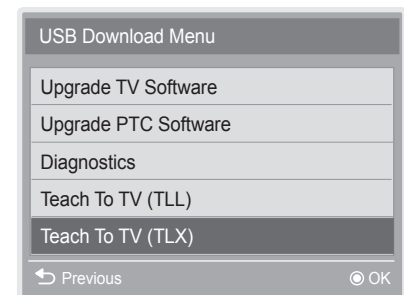 USB Download Menu
Upgrade TV Software
Upgrade PTC Software
Diagnostics
Teach To TV (TLL)
Teach To TV (TLX)
Previous OK